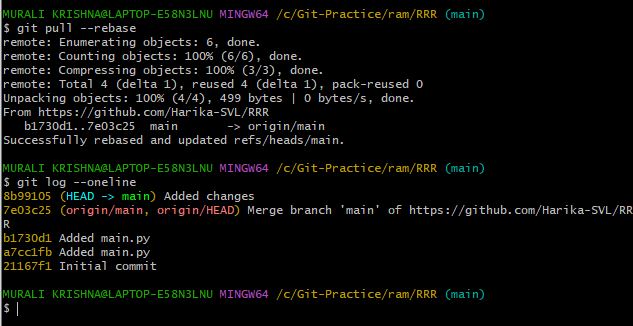 MURALI KRISHNA@LAPTOP-E58N3LNU MINGW64 /c/Git-Practice/ram/RRR (main)
$ git pull --rebase
remote: Enumerating objects: 6, done.
remote: Counting objects: 100% (6/6), done.
remote: Compressing objects: 100% (3/3), done.
remote: Total 4 (delta 1), reused 4 (delta 1), pack-reused 0
Unpacking objects: 100% (4/4), 499 bytes | 0 bytes/s, done.
From https://github.com/Harika-SVL/RRR
   b1730d1..7e03c25  main       -> origin/main
Successfully rebased and updated refs/heads/main.

MURALI KRISHNA@LAPTOP-E58N3LNU MINGW64 /c/Git-Practice/ram/RRR (main)
$ git log --oneline
8b99105 (HEAD -> main) Added changes
7e03c25 (origin/main, origin/HEAD) Merge branch 'main' of https://github.com/Harika-SVL/RR
R
b1730d1 Added main.py
a7cc1fb Added main.py
21167f1 Initial commit

MURALI KRISHNA@LAPTOP-E58N3LNU MINGW64 /c/Git-Practice/ram/RRR (main)
$